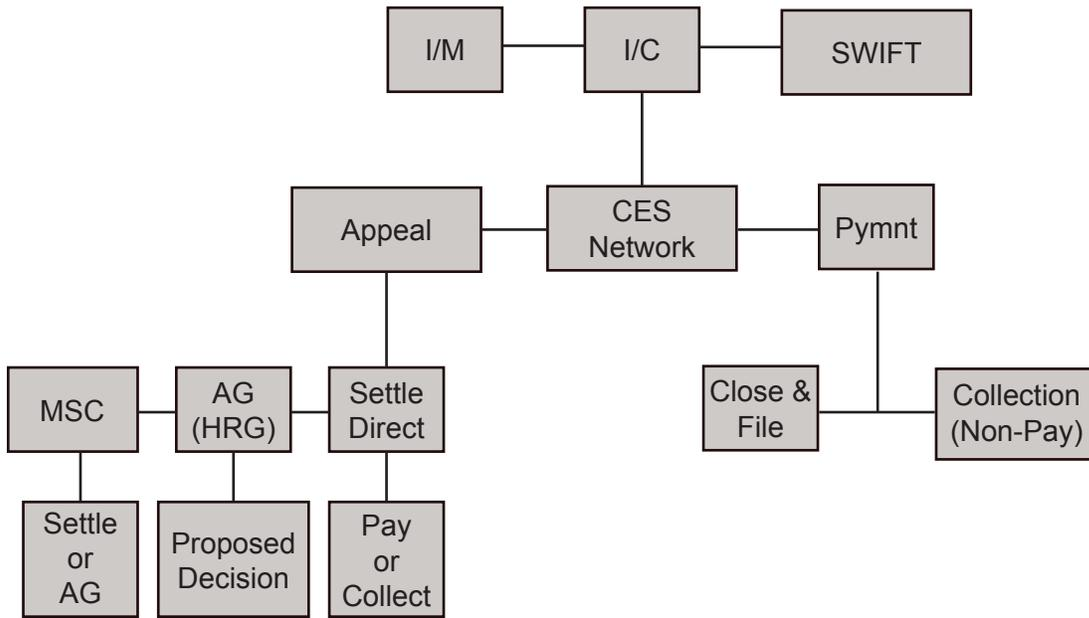 I/M
I/C
SWIFT
Appeal
CES
Network
Pymnt
MSC
AG
(HRG)
Settle
Direct
Close &
File
Collection
(Non-Pay)
Settle
or
AG
Proposed
Decision
Pay
or
Collect